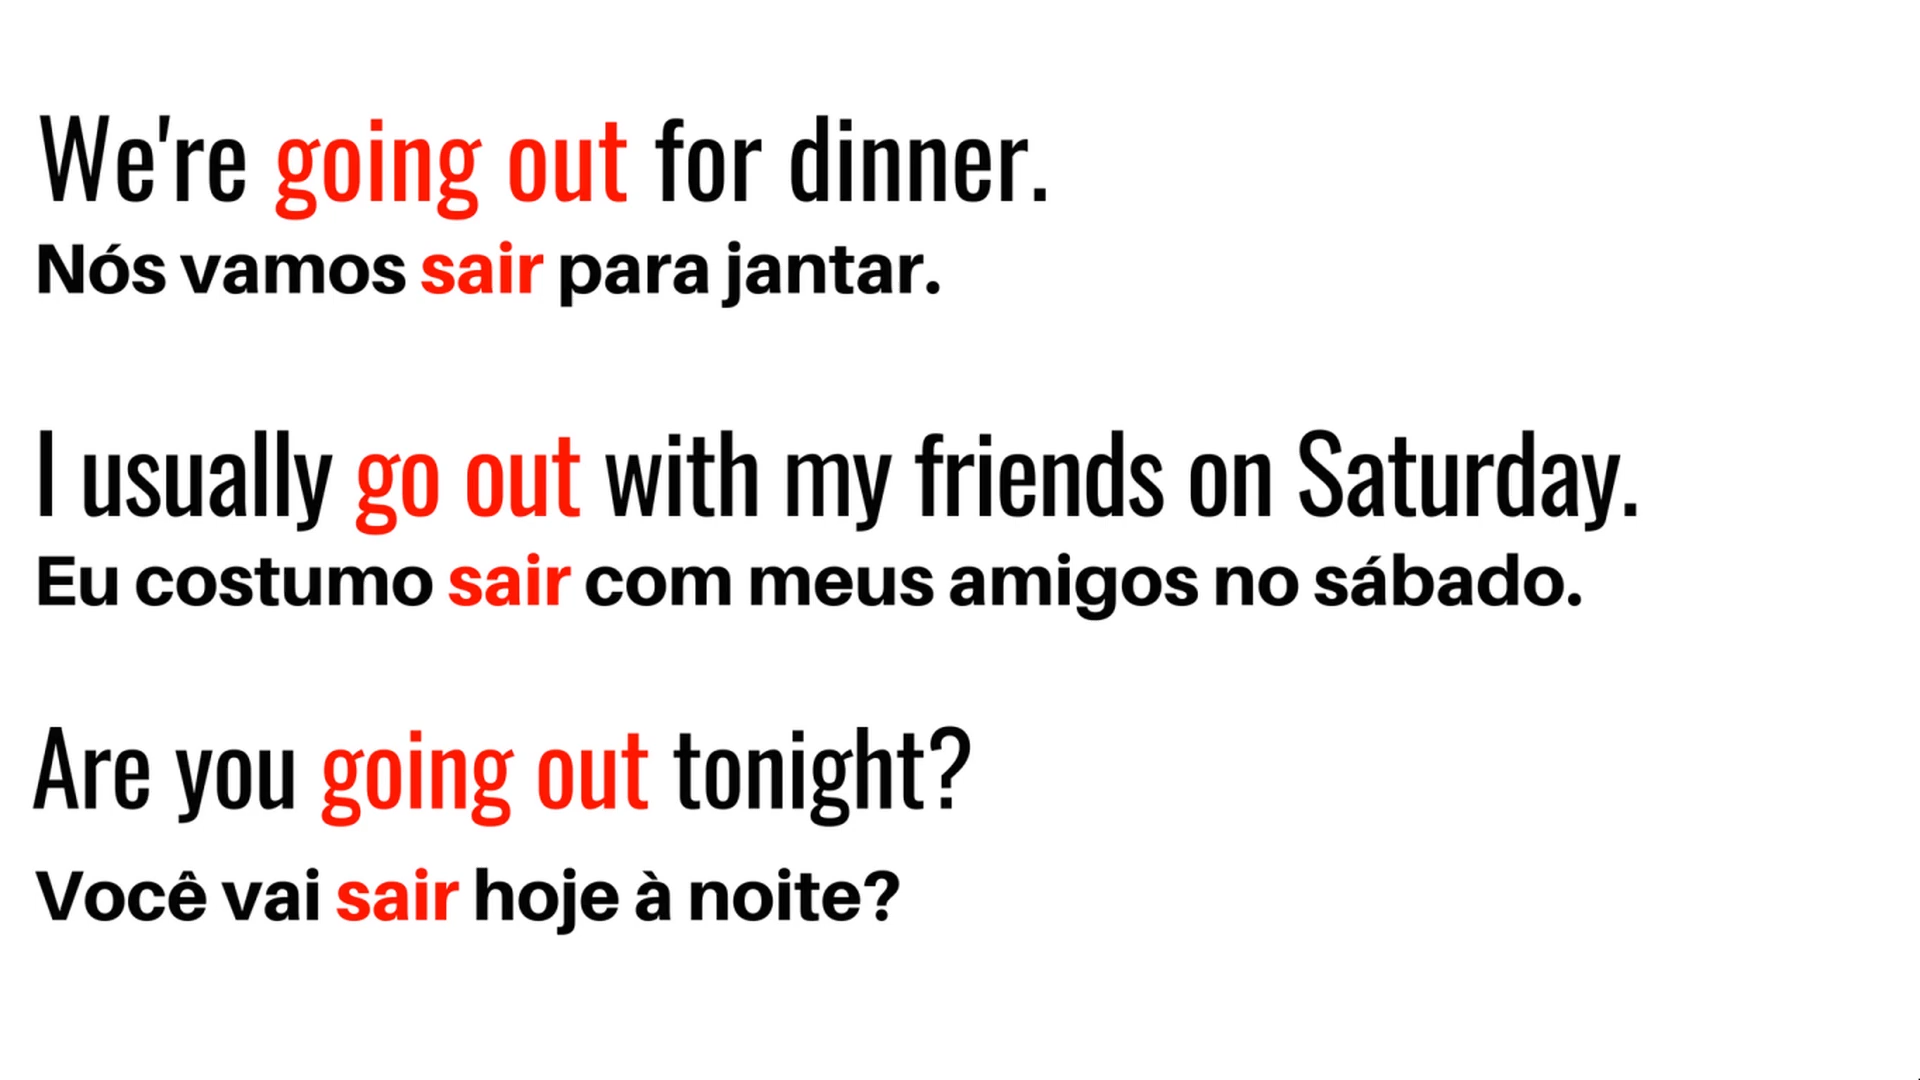 We're going out for dinner.
Nós vamos sair para jantar.
I usually go out with my friends on Saturday.
Eu costumo sair com meus amigos no sábado.
Are you going out tonight?
Você vai sair hoje à noite?